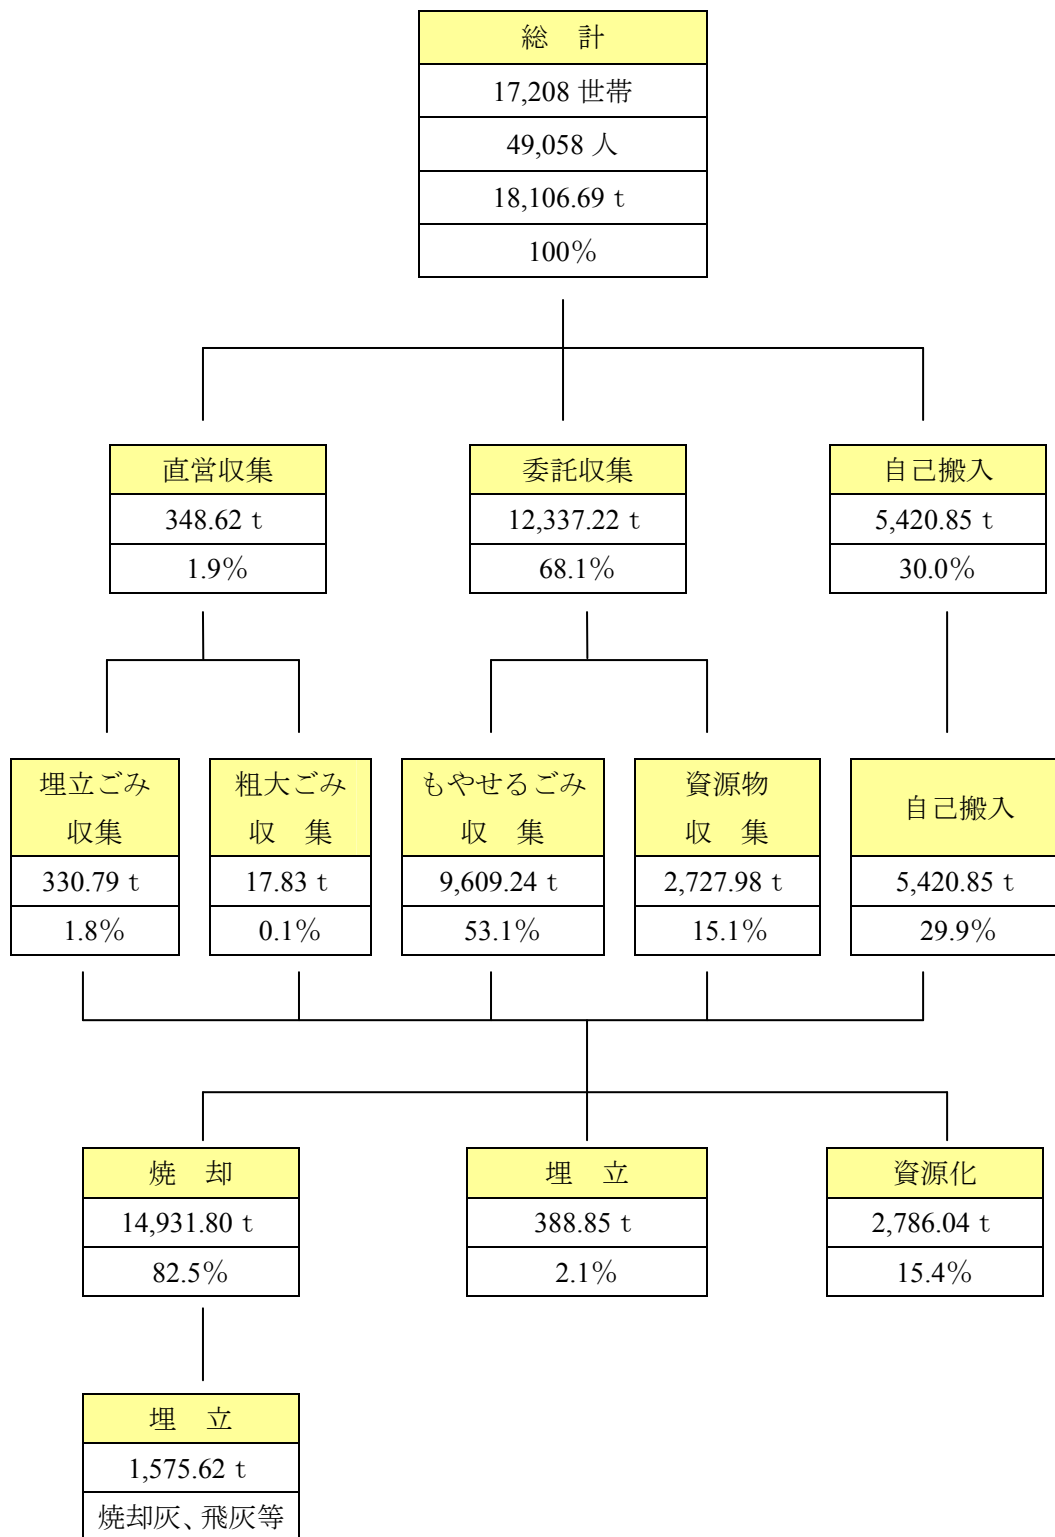 総　計
17,208 世帯
49,058 人
18,106.69 t
100%
直営収集
348.62 t
1.9%
委託収集
12,337.22 t
68.1%
自己搬入
5,420.85 t
30.0%
埋立ごみ
収集
330.79 t
1.8%
粗大ごみ
収　集
17.83 t
0.1%
もやせるごみ
収　集
9,609.24 t
53.1%
資源物
収　集
2,727.98 t
15.1%
自己搬入
5,420.85 t
29.9%
焼　却
14,931.80 t
82.5%
埋　立
388.85 t
2.1%
資源化
2,786.04 t
15.4%
埋　立
1,575.62 t
焼却灰、飛灰等